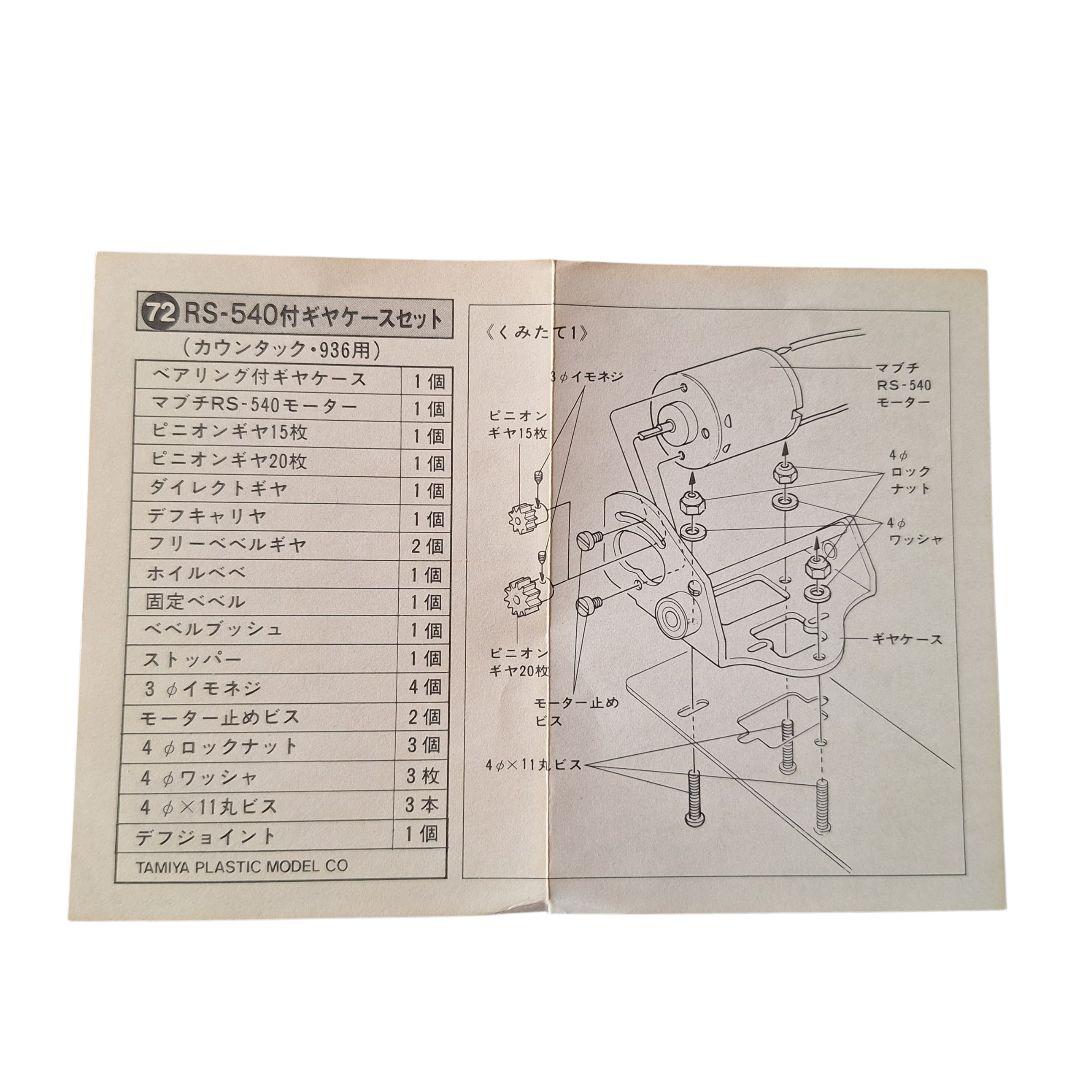 72 RS-540付ギヤケースセット
(カウンタック・936用)
ベアリング付ギヤケース 1個
マブチRS-540モーター 1個
ピニオンギヤ15枚 1個
ピニオンギヤ20枚 1個
ダイレクトギヤ 1個
デフキャリヤ 1個
フリーベベルギヤ 2個
ホイルベベ 1個
固定ベベル 1個
ベベルブッシュ 1個
ストッパー 1個
3φイモネジ 4個
モーター止めビス 2個
4φロックナット 3個
4φワッシャ 3枚
4φ×11丸ビス 3本
デフジョイント 1個
TAMIYA PLASTIC MODEL CO
《くみたて1》
3φイモネジ
ピニオン
ギヤ15枚
マブチ
RS-540
モーター
4φ
ロック
ナット
4φ
ワッシャ
ギヤケース
ピニオン
ギヤ20枚
モーター止め
ビス
4φ×11丸ビス